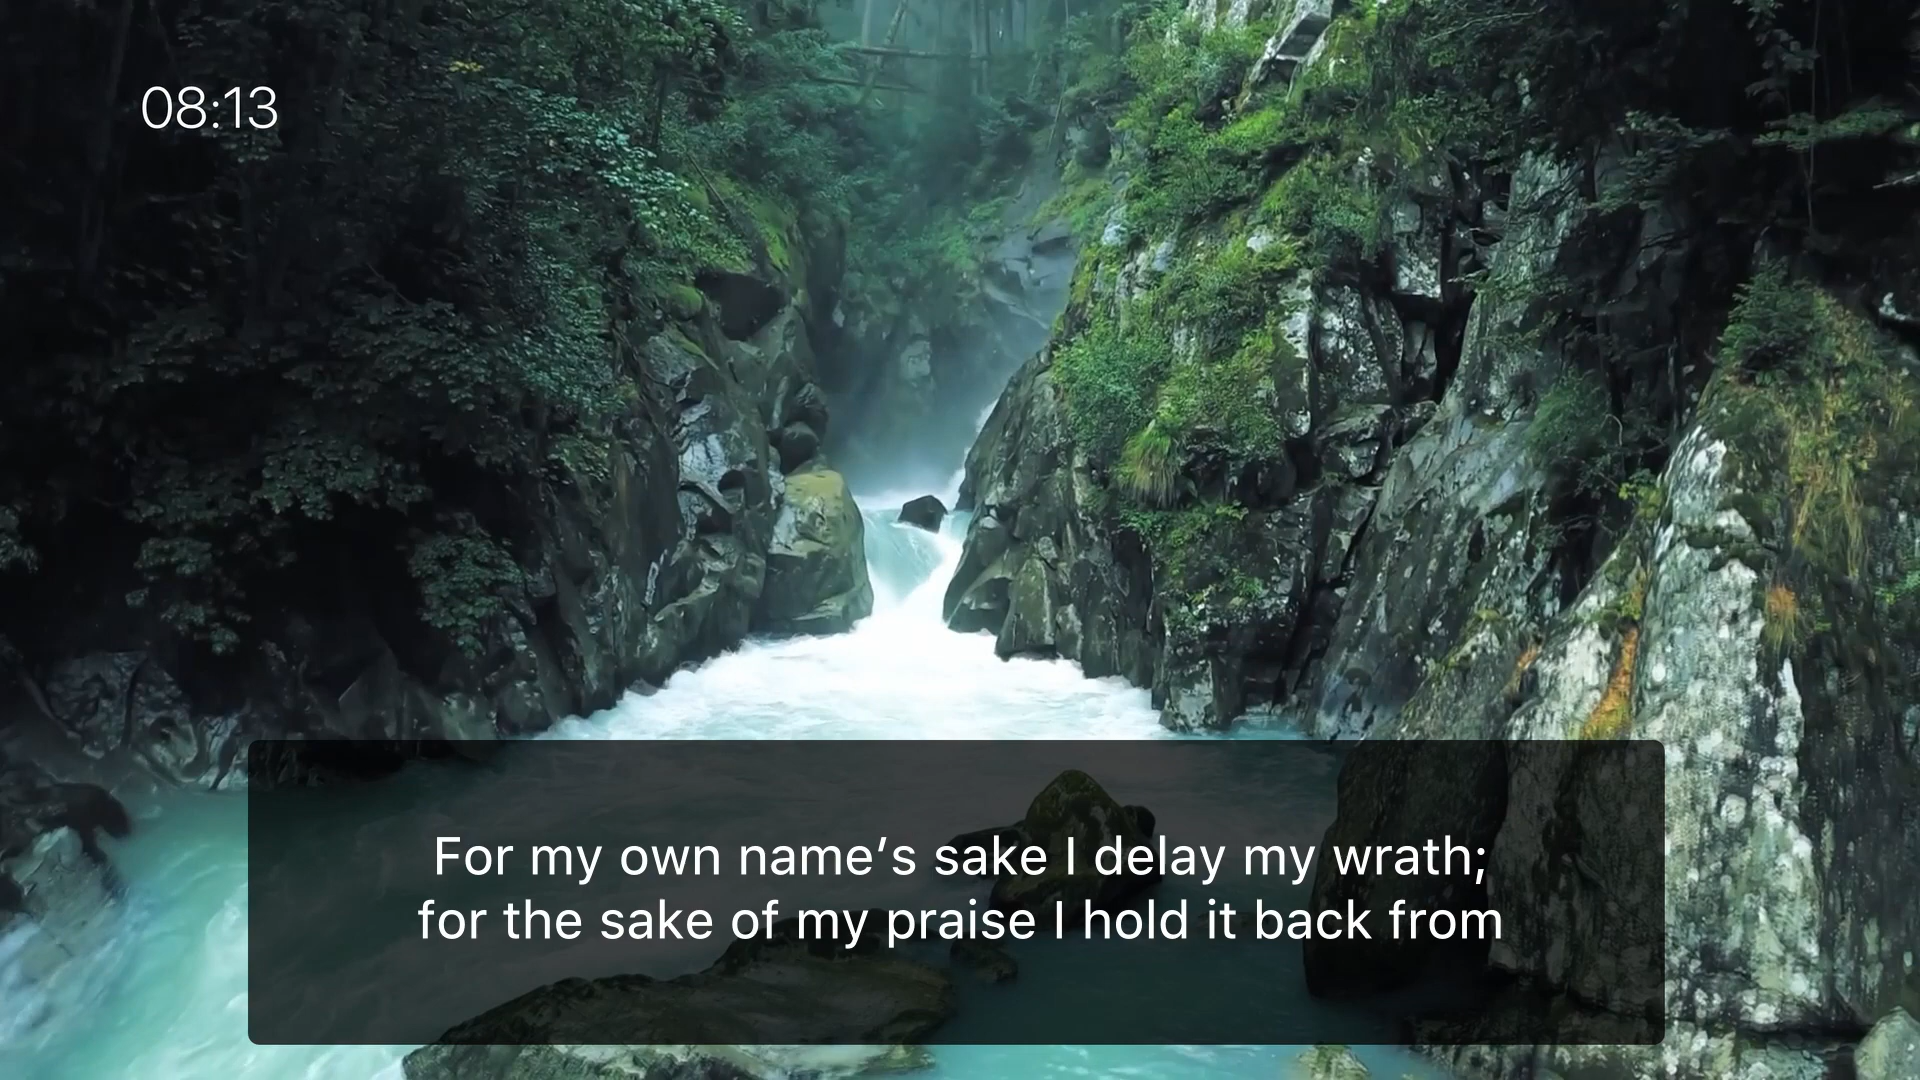 08:13
For my own name’s sake I delay my wrath;
for the sake of my praise I hold it back from